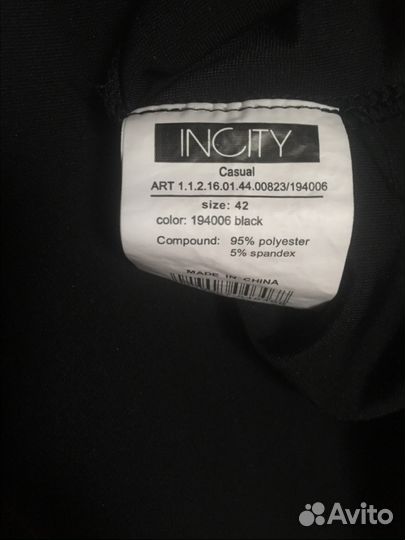 INCITY
Casual
ART 1.1.2.16.01.44.00823/194006
size: 42
color: 194006 black
Compound: 95% polyester
5% spandex
MADE IN CHINA
Avito